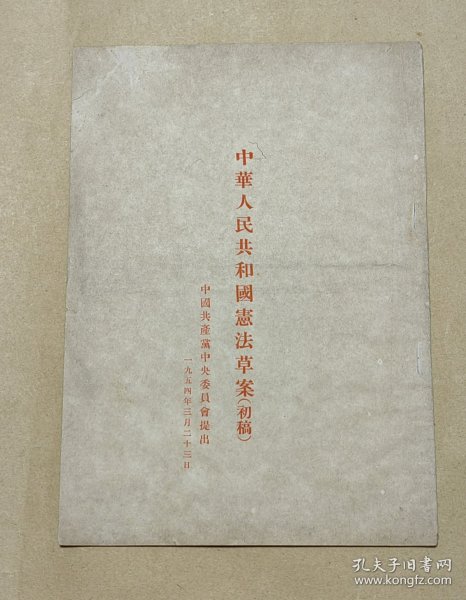 中華人民共和國憲法草案(初稿)
中國共產黨中央委員會提出
一九五四年三月二十三日
孔夫子旧書网
www.kongfz.com